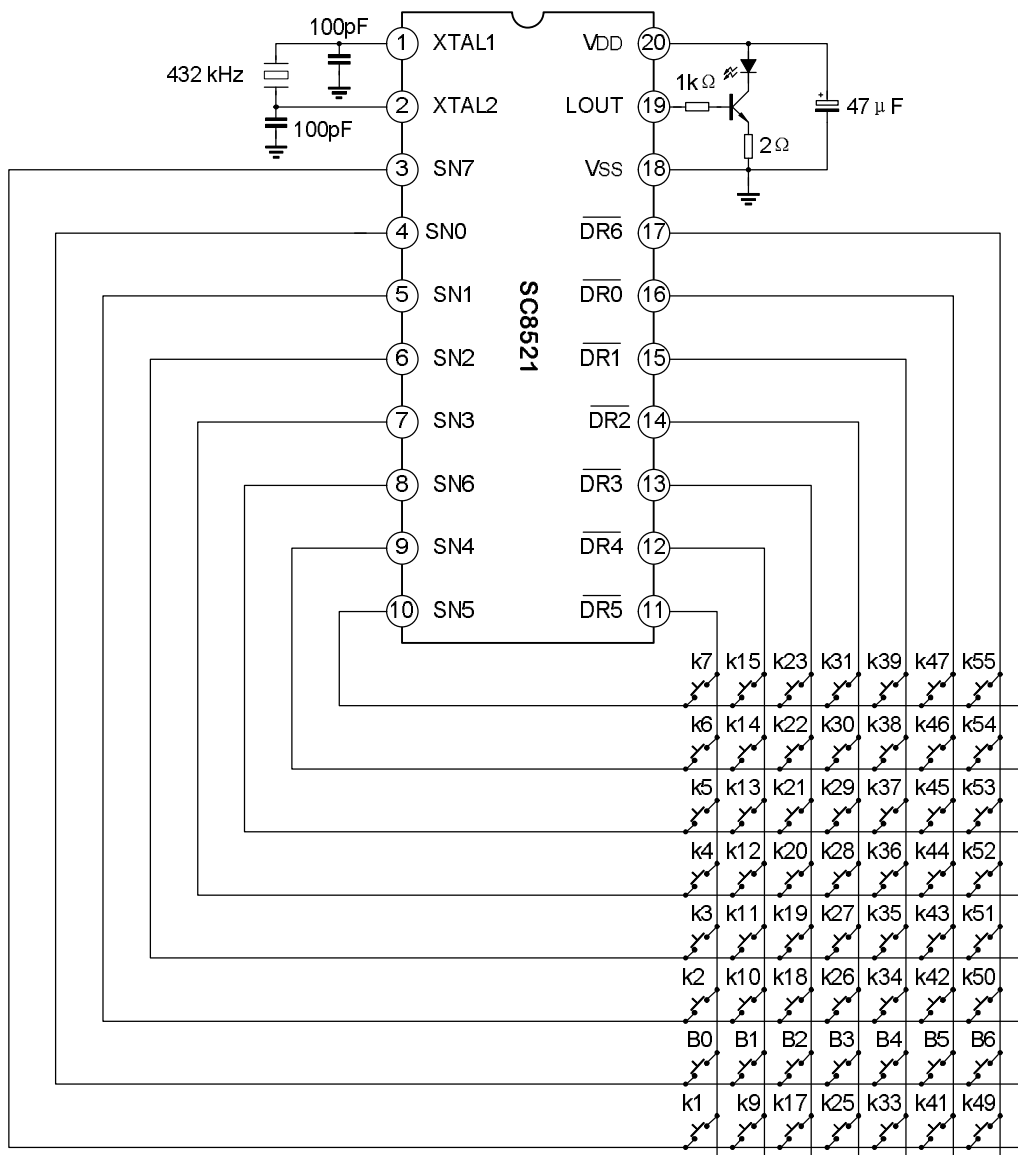 100pF
1 XTAL1 VDD 20
432 kHz 1kΩ
2 XTAL2 LOUT 19 47 μF
100pF
2Ω
3 SN7 VSS 18
4 SN0 DR6 17
5 SN1 DR0 16
SC8521
6 SN2 DR1 15
7 SN3 DR2 14
8 SN6 DR3 13
9 SN4 DR4 12
10 SN5 DR5 11
k7 k15 k23 k31 k39 k47 k55
k6 k14 k22 k30 k38 k46 k54
k5 k13 k21 k29 k37 k45 k53
k4 k12 k20 k28 k36 k44 k52
k3 k11 k19 k27 k35 k43 k51
k2 k10 k18 k26 k34 k42 k50
B0 B1 B2 B3 B4 B5 B6
k1 k9 k17 k25 k33 k41 k49